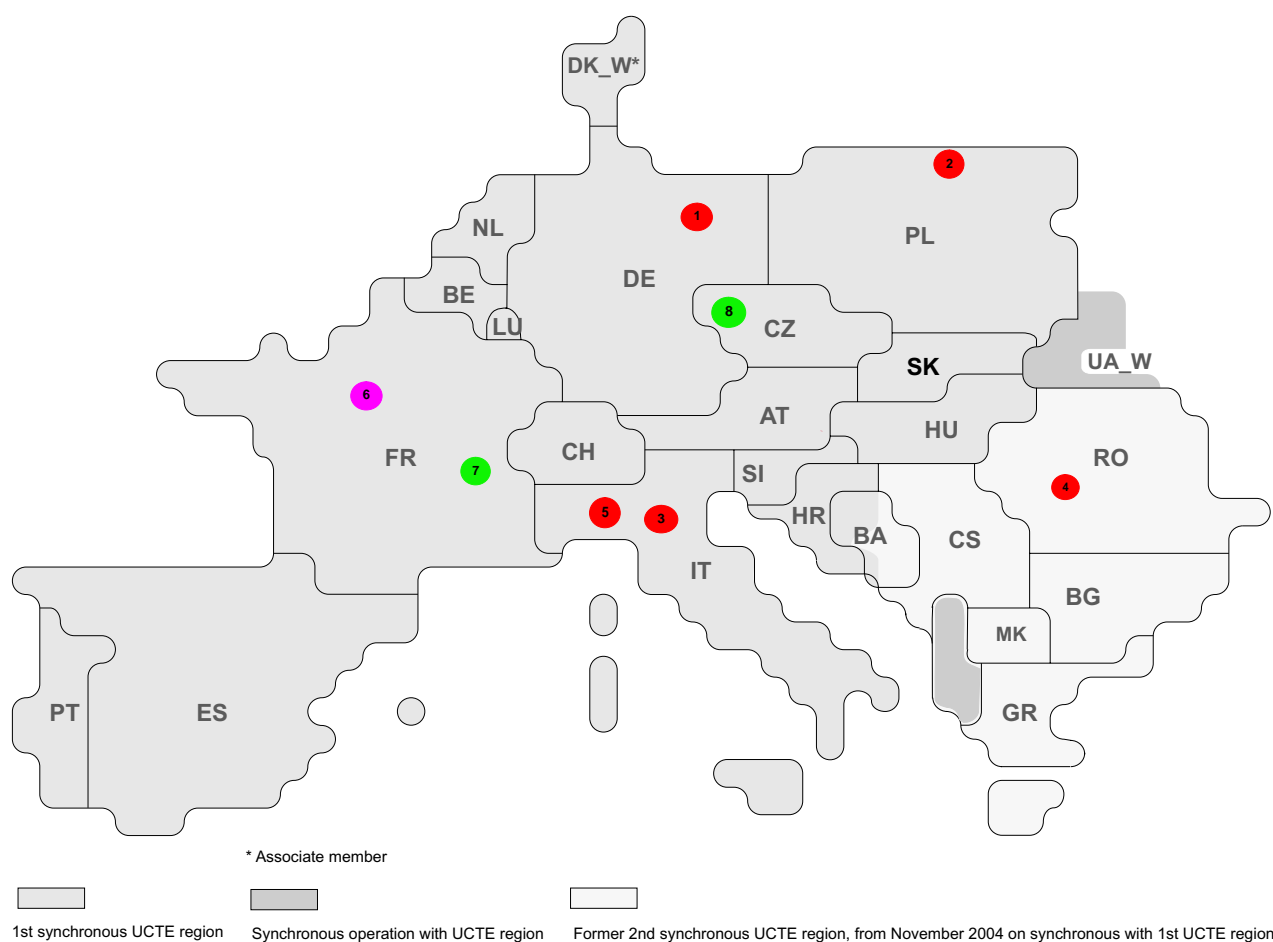 DK_W*
2
1
NL
PL
DE
BE
8
CZ
LU
UA_W
SK
6
AT
HU
FR
CH
RO
7
SI
4
5
3
HR
BA
CS
IT
BG
MK
PT
ES
GR
* Associate member
1st synchronous UCTE region
Synchronous operation with UCTE region
Former 2nd synchronous UCTE region, from November 2004 on synchronous with 1st UCTE region